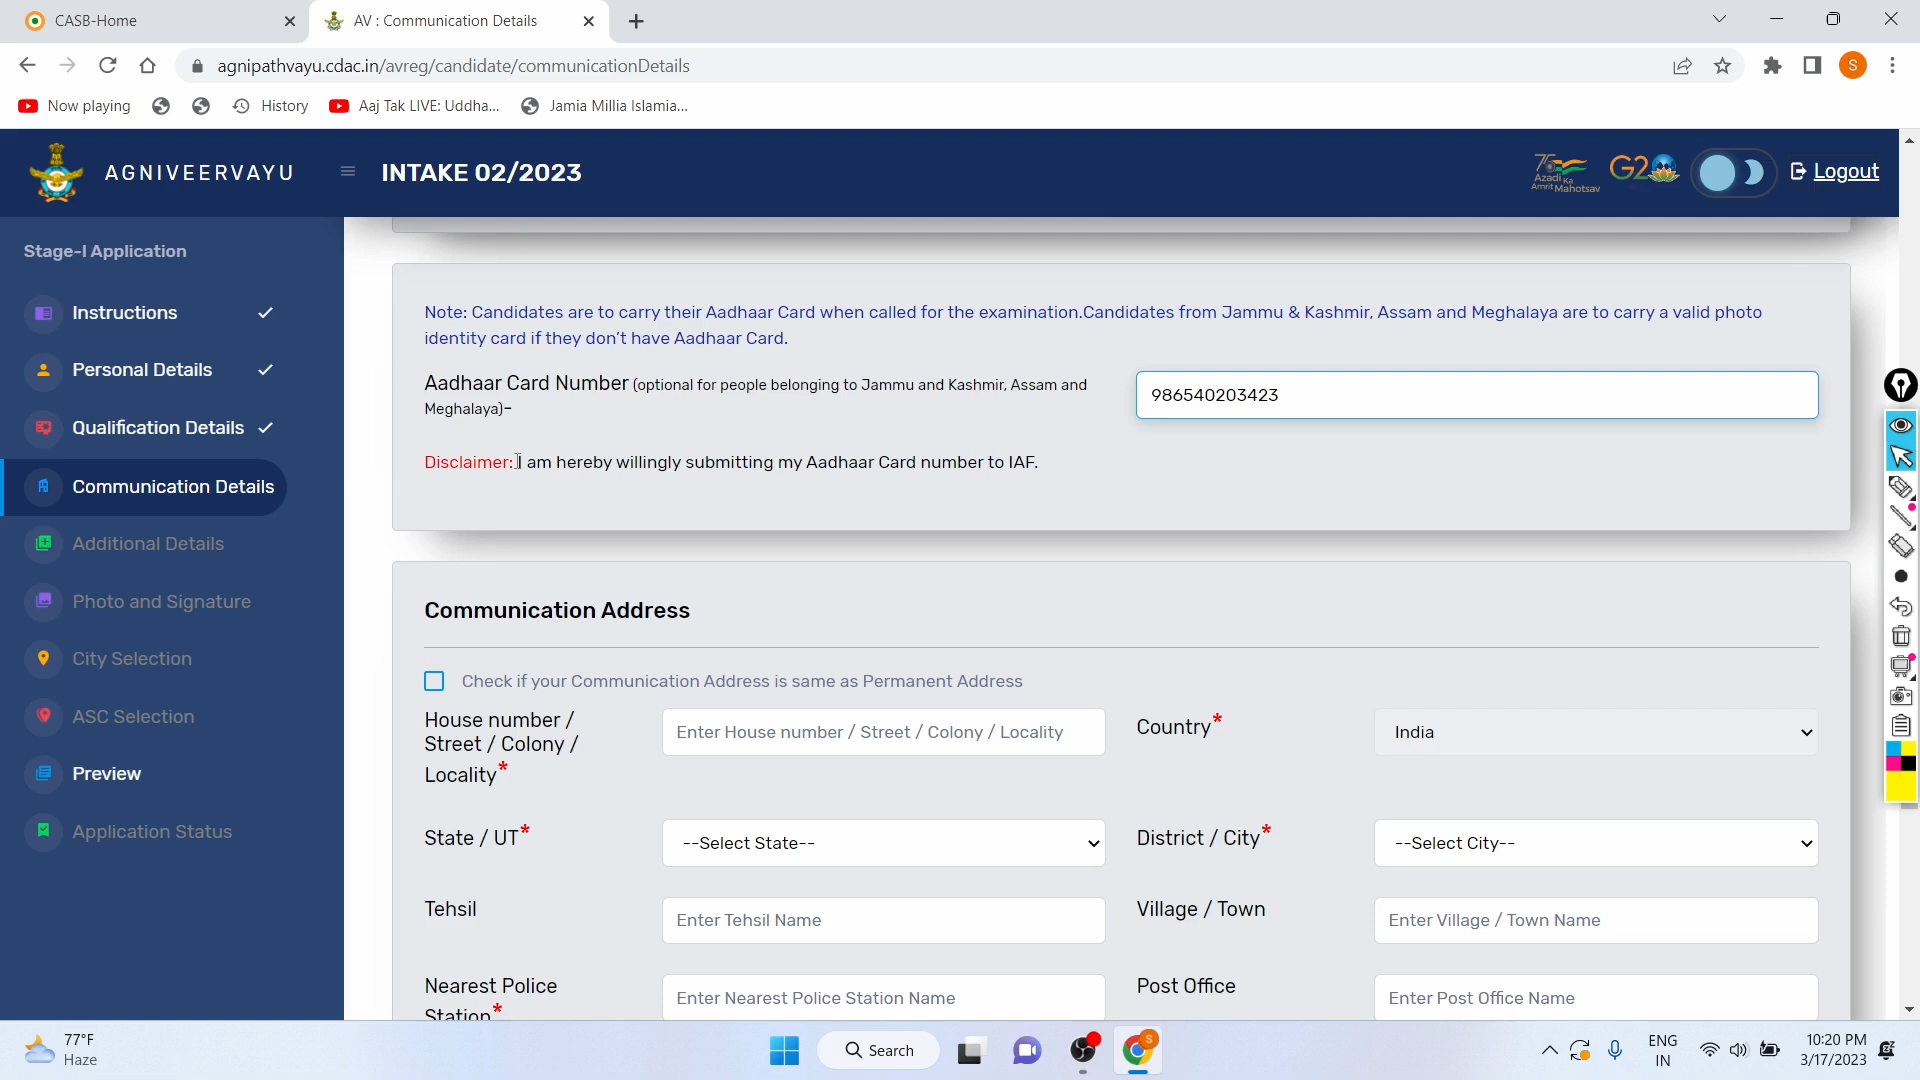 CASB-Home
AV : Communication Details
agnipathvayu.cdac.in/avreg/candidate/communicationDetails
S
Now playing
History
Aaj Tak LIVE: Uddha...
Jamia Millia Islamia...
AGNIVEERVAYU
INTAKE 02/2023
75
Azadi Ka
Amrit Mahotsav
G20
Logout
Stage-I Application
Instructions
Personal Details
Qualification Details
Communication Details
Additional Details
Photo and Signature
City Selection
ASC Selection
Preview
Application Status
Note: Candidates are to carry their Aadhaar Card when called for the examination.Candidates from Jammu & Kashmir, Assam and Meghalaya are to carry a valid photo
identity card if they don't have Aadhaar Card.
Aadhaar Card Number (optional for people belonging to Jammu and Kashmir, Assam and
Meghalaya)-
986540203423
Disclaimer: I am hereby willingly submitting my Aadhaar Card number to IAF.
Communication Address
Check if your Communication Address is same as Permanent Address
House number /
Street / Colony /
Locality*
Enter House number / Street / Colony / Locality
Country*
India
State / UT*
--Select State--
District / City*
--Select City--
Tehsil
Enter Tehsil Name
Village / Town
Enter Village / Town Name
Nearest Police
Station*
Enter Nearest Police Station Name
Post Office
Enter Post Office Name
77°F
Haze
Search
S
ENG
IN
10:20 PM
3/17/2023